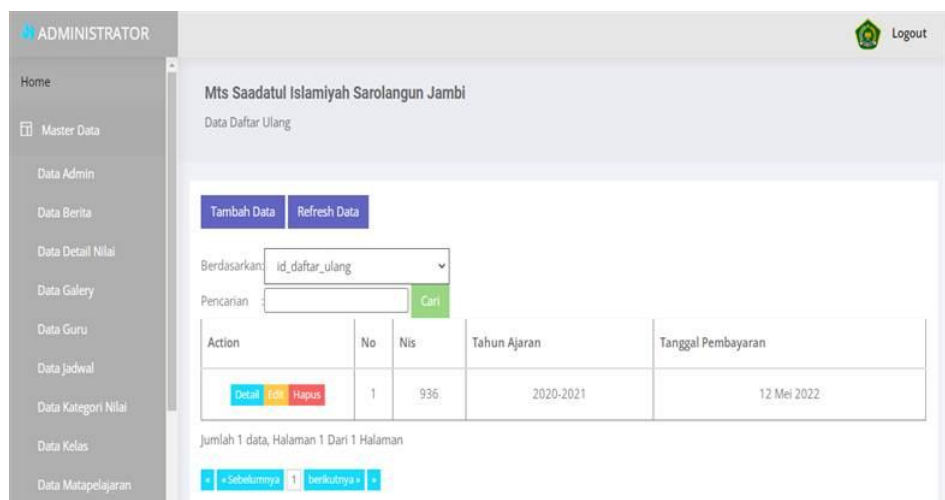 ADMINISTRATOR
Logout
Home
Master Data
Data Admin
Data Berita
Data Detail Nilai
Data Galery
Data Guru
Data Jadwal
Data Kategori Nilai
Data Kelas
Data Matapelajaran
Mts Saadatul Islamiyah Sarolangun Jambi
Data Daftar Ulang
Tambah Data Refresh Data
Berdasarkan: id_daftar_ulang
Pencarian : Cari
Action No Nis Tahun Ajaran Tanggal Pembayaran
Detail Edit Hapus 1 936 2020-2021 12 Mei 2022
Jumlah 1 data, Halaman 1 Dari 1 Halaman
« «Sebelumnya 1 berikutnya» »